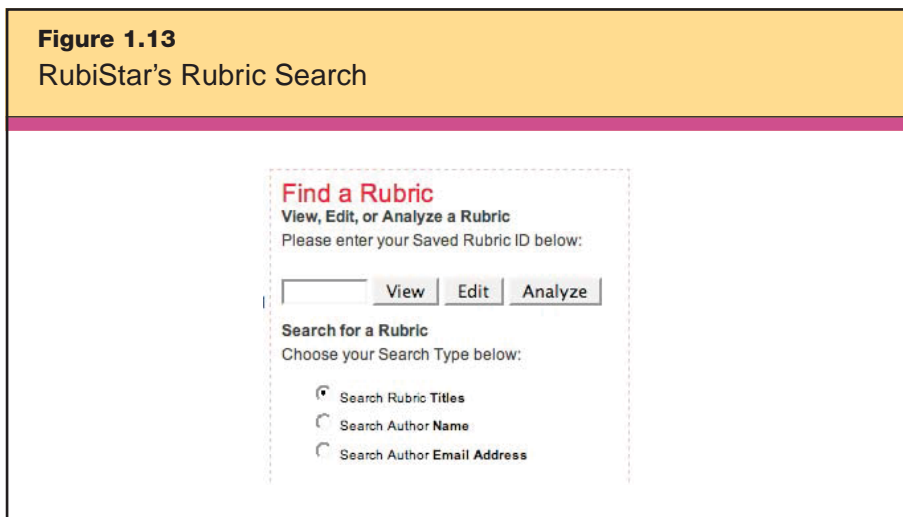 Figure 1.13
RubiStar's Rubric Search
Find a Rubric
View, Edit, or Analyze a Rubric
Please enter your Saved Rubric ID below:
View Edit Analyze
Search for a Rubric
Choose your Search Type below:
Search Rubric Titles
Search Author Name
Search Author Email Address